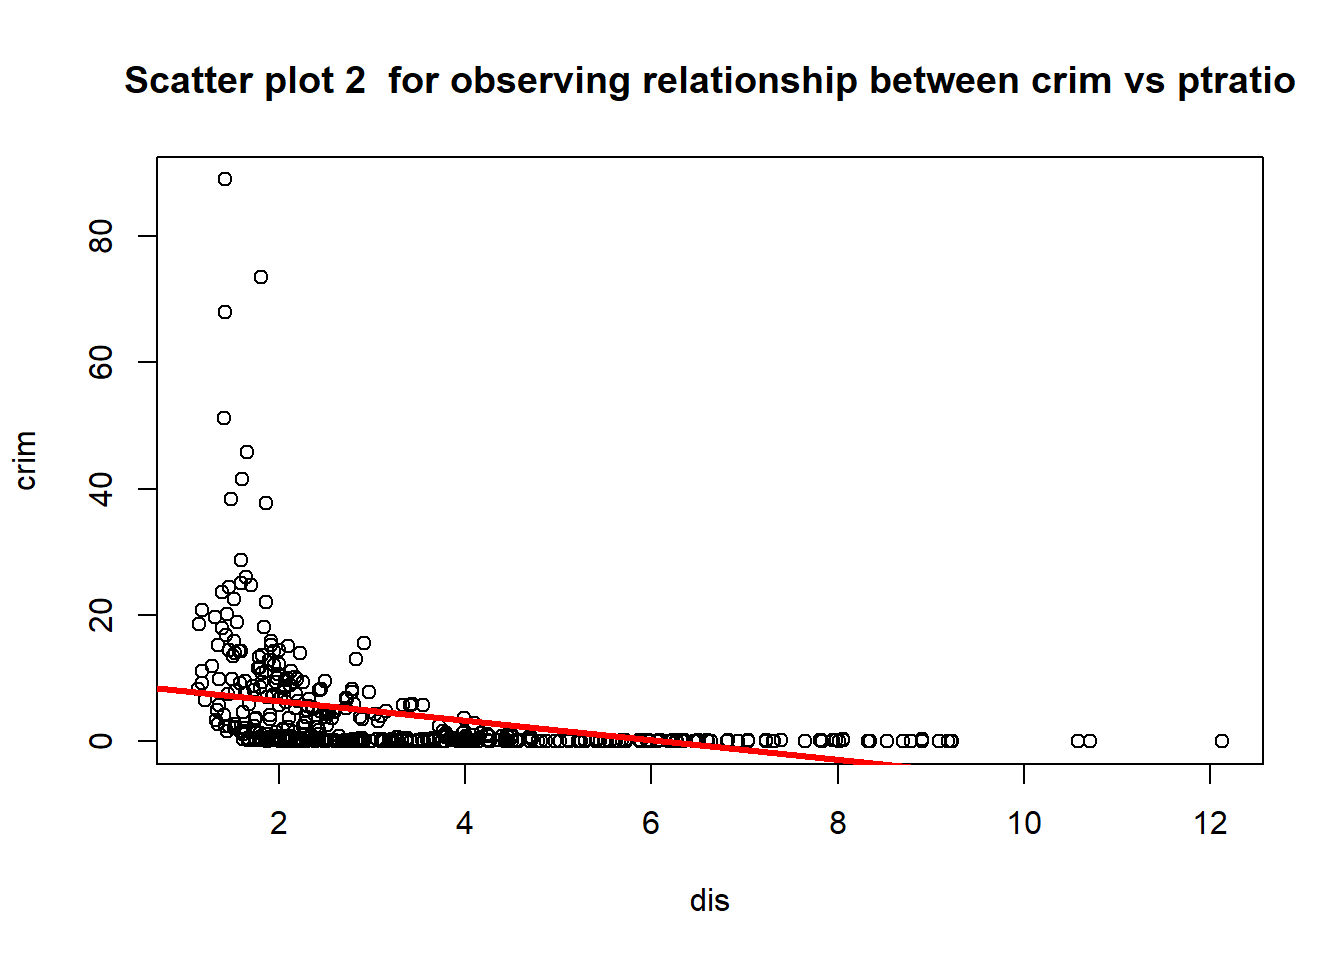 Scatter plot 2  for observing relationship between crim vs ptratio
80
60
40
20
0
crim
2 4 6 8 10 12
dis